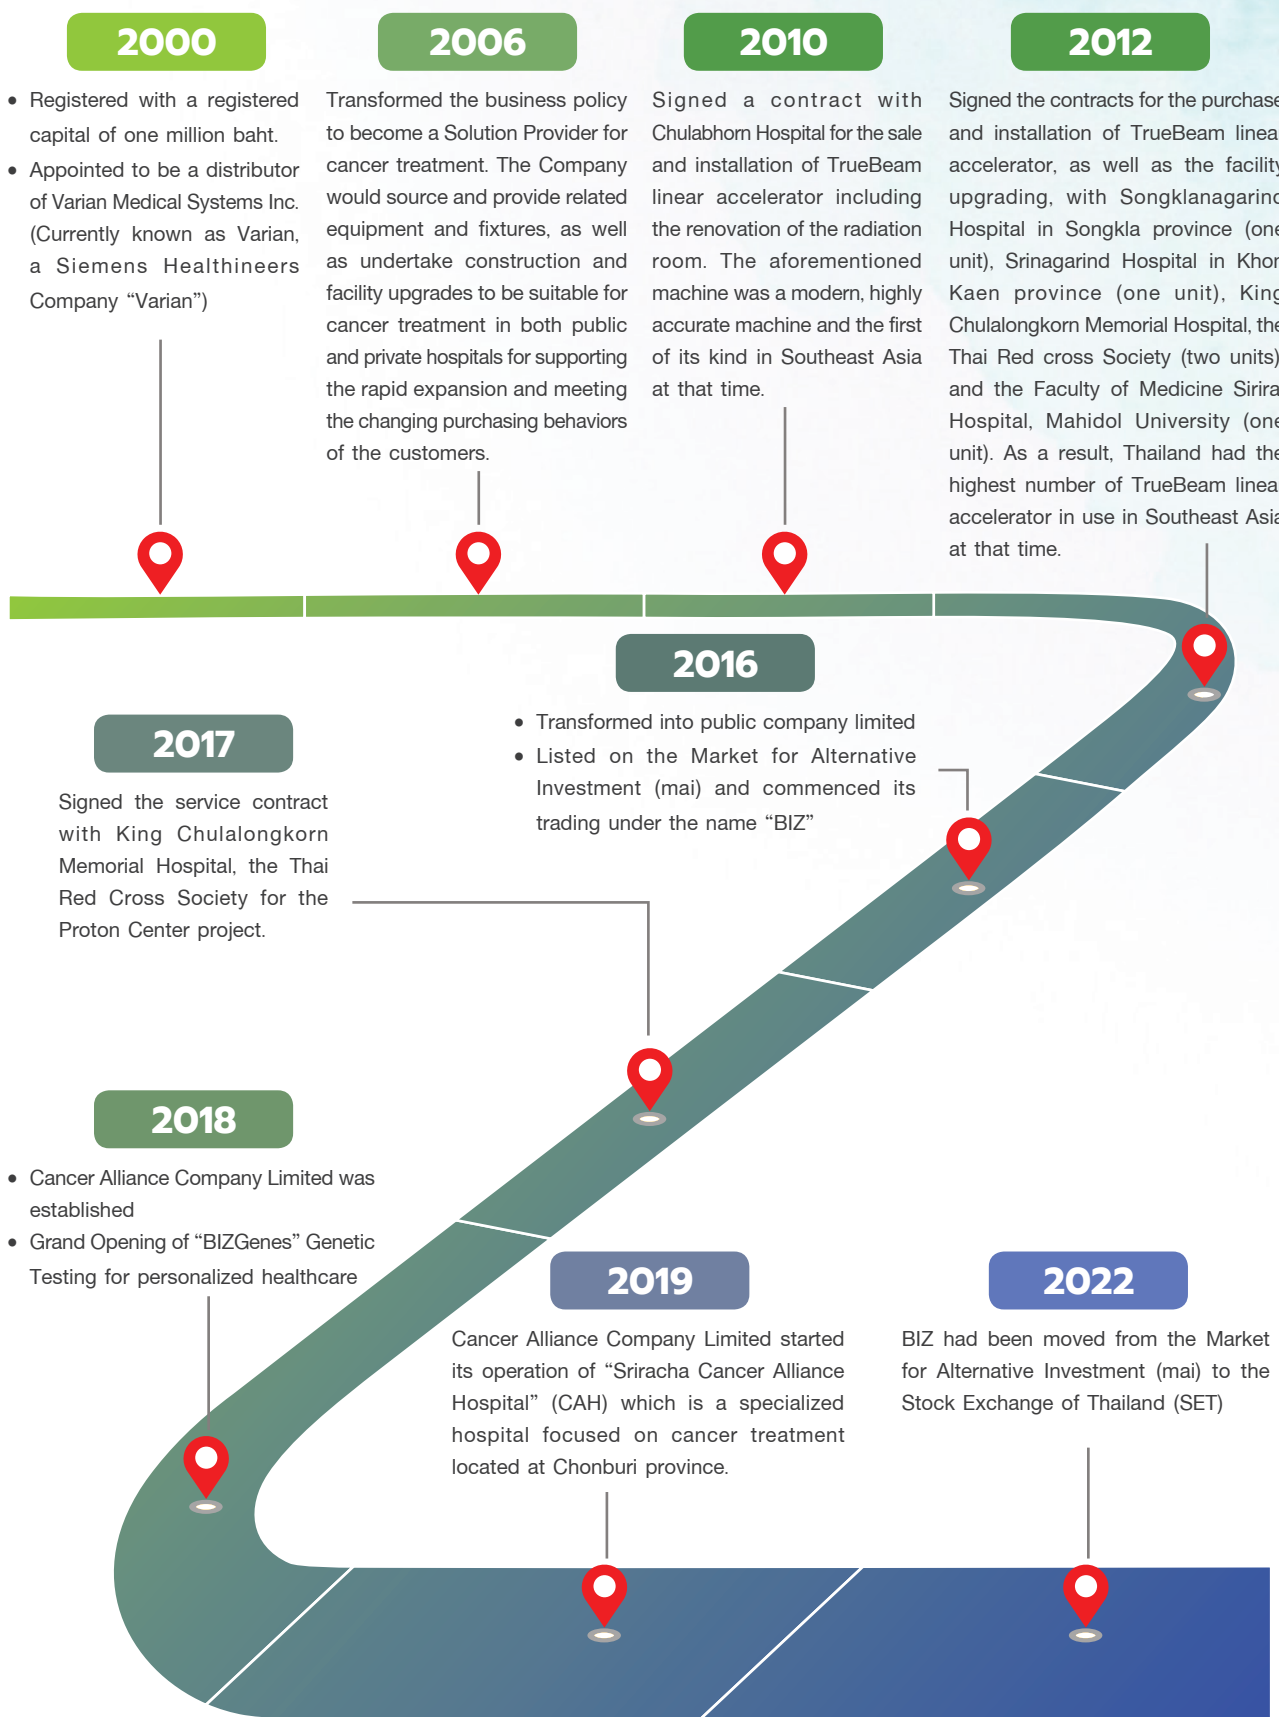 2000
• Registered with a registered
capital of one million baht.
• Appointed to be a distributor
of Varian Medical Systems Inc.
(Currently known as Varian,
a Siemens Healthineers
Company “Varian”)
2006
Transformed the business policy
to become a Solution Provider for
cancer treatment. The Company
would source and provide related
equipment and fixtures, as well
as undertake construction and
facility upgrades to be suitable for
cancer treatment in both public
and private hospitals for supporting
the rapid expansion and meeting
the changing purchasing behaviors
of the customers.
2010
Signed a contract with
Chulabhorn Hospital for the sale
and installation of TrueBeam
linear accelerator including
the renovation of the radiation
room. The aforementioned
machine was a modern, highly
accurate machine and the first
of its kind in Southeast Asia
at that time.
2012
Signed the contracts for the purchase
and installation of TrueBeam linea
accelerator, as well as the facility
upgrading, with Songklanagarind
Hospital in Songkla province (one
unit), Srinagarind Hospital in Khon
Kaen province (one unit), King
Chulalongkorn Memorial Hospital, the
Thai Red cross Society (two units)
and the Faculty of Medicine Sirira
Hospital, Mahidol University (one
unit). As a result, Thailand had the
highest number of TrueBeam linea
accelerator in use in Southeast Asia
at that time.
2016
• Transformed into public company limited
• Listed on the Market for Alternative
Investment (mai) and commenced its
trading under the name “BIZ”
2017
Signed the service contract
with King Chulalongkorn
Memorial Hospital, the Thai
Red Cross Society for the
Proton Center project.
2018
• Cancer Alliance Company Limited was
established
• Grand Opening of “BIZGenes” Genetic
Testing for personalized healthcare
2019
Cancer Alliance Company Limited started
its operation of “Sriracha Cancer Alliance
Hospital” (CAH) which is a specialized
hospital focused on cancer treatment
located at Chonburi province.
2022
BIZ had been moved from the Market
for Alternative Investment (mai) to the
Stock Exchange of Thailand (SET)